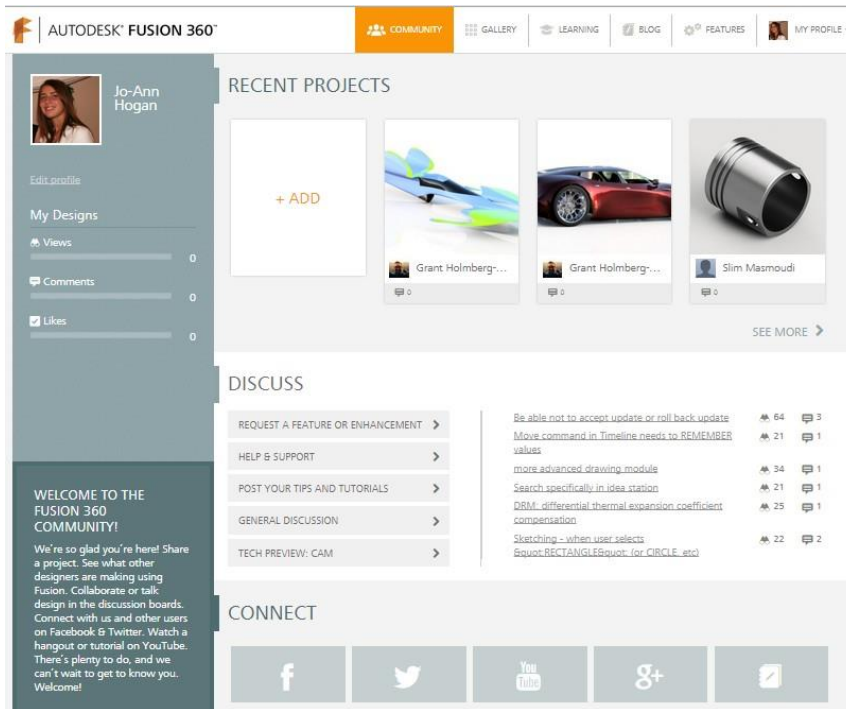 AUTODESK® FUSION 360™
COMMUNITY
GALLERY
LEARNING
BLOG
FEATURES
MY PROFILE
Jo-Ann
Hogan
Edit profile
My Designs
Views
0
Comments
0
Likes
0
WELCOME TO THE
FUSION 360
COMMUNITY!
We're so glad you're here! Share
a project. See what other
designers are making using
Fusion. Collaborate or talk
design in the discussion boards.
Connect with us and other users
on Facebook & Twitter. Watch a
hangout or tutorial on YouTube.
There's plenty to do, and we
can't wait to get to know you.
Welcome!
RECENT PROJECTS
+ ADD
Grant Holmberg-...
0
Grant Holmberg-...
0
Slim Masmoudi
0
SEE MORE
DISCUSS
REQUEST A FEATURE OR ENHANCEMENT
HELP & SUPPORT
POST YOUR TIPS AND TUTORIALS
GENERAL DISCUSSION
TECH PREVIEW: CAM
Be able not to accept update or roll back update 64 3
Move command in Timeline needs to REMEMBER 21 1
values
more advanced drawing module 34 1
Search specifically in idea station 21 1
DRM: differential thermal expansion coefficient 25 1
compensation
Sketching - when user selects 22 2
&quot;RECTANGLE&quot; (or CIRCLE, etc)
CONNECT
f
You
Tube
g+